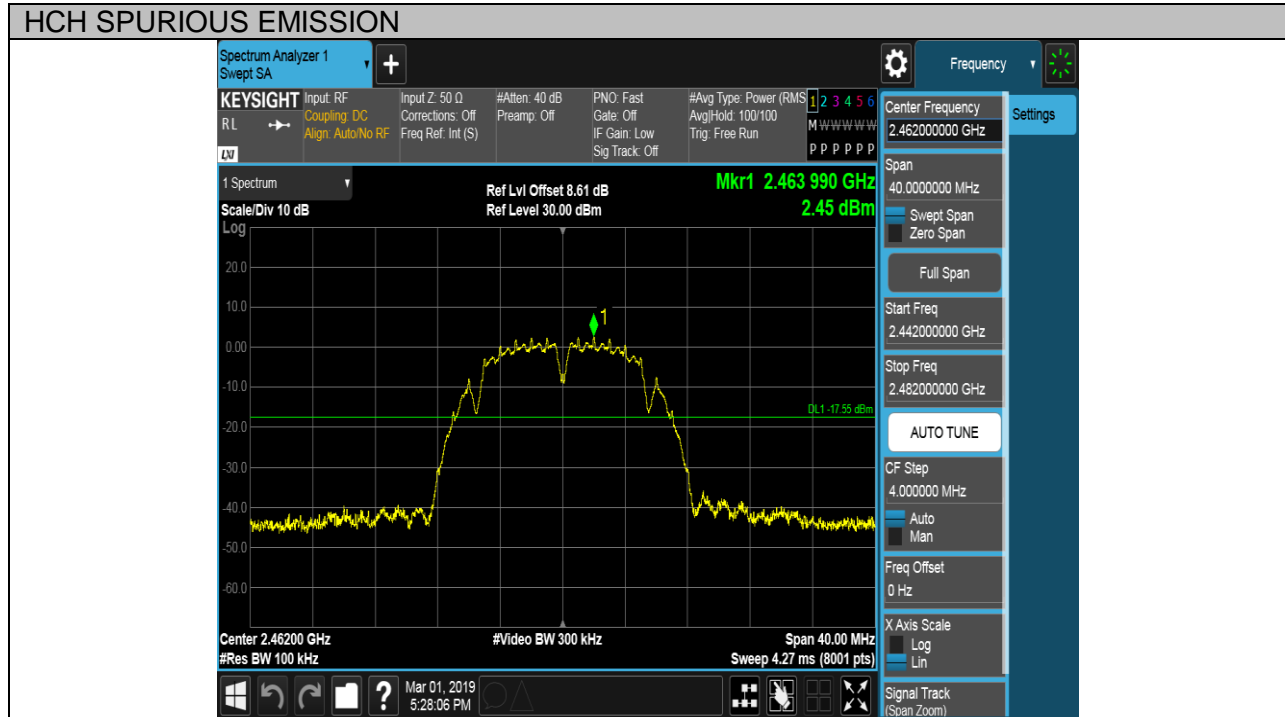 HCH SPURIOUS EMISSION
Spectrum Analyzer 1
Swept SA
+
Frequency
KEYSIGHT
RL
LXI
Input: RF
Coupling: DC
Align: Auto/No RF
Input Z: 50 Ω
Corrections: Off
Freq Ref: Int (S)
#Atten: 40 dB
Preamp: Off
PNO: Fast
Gate: Off
IF Gain: Low
Sig Track: Off
#Avg Type: Power (RMS
Avg|Hold: 100/100
Trig: Free Run
1 2 3 4 5 6
M W W W W W
P P P P P P
1 Spectrum
Scale/Div 10 dB
Ref Lvl Offset 8.61 dB
Ref Level 30.00 dBm
Mkr1 2.463 990 GHz
2.45 dBm
Log
20.0
10.0
0.00
-10.0
-20.0
-30.0
-40.0
-50.0
-60.0
1
DL1 -17.55 dBm
Center 2.46200 GHz
#Res BW 100 kHz
#Video BW 300 kHz
Span 40.00 MHz
Sweep 4.27 ms (8001 pts)
Center Frequency
2.462000000 GHz
Settings
Span
40.0000000 MHz
Swept Span
Zero Span
Full Span
Start Freq
2.442000000 GHz
Stop Freq
2.482000000 GHz
AUTO TUNE
CF Step
4.000000 MHz
Auto
Man
Freq Offset
0 Hz
X Axis Scale
Log
Lin
Signal Track
(Span Zoom)
?
Mar 01, 2019
5:28:06 PM